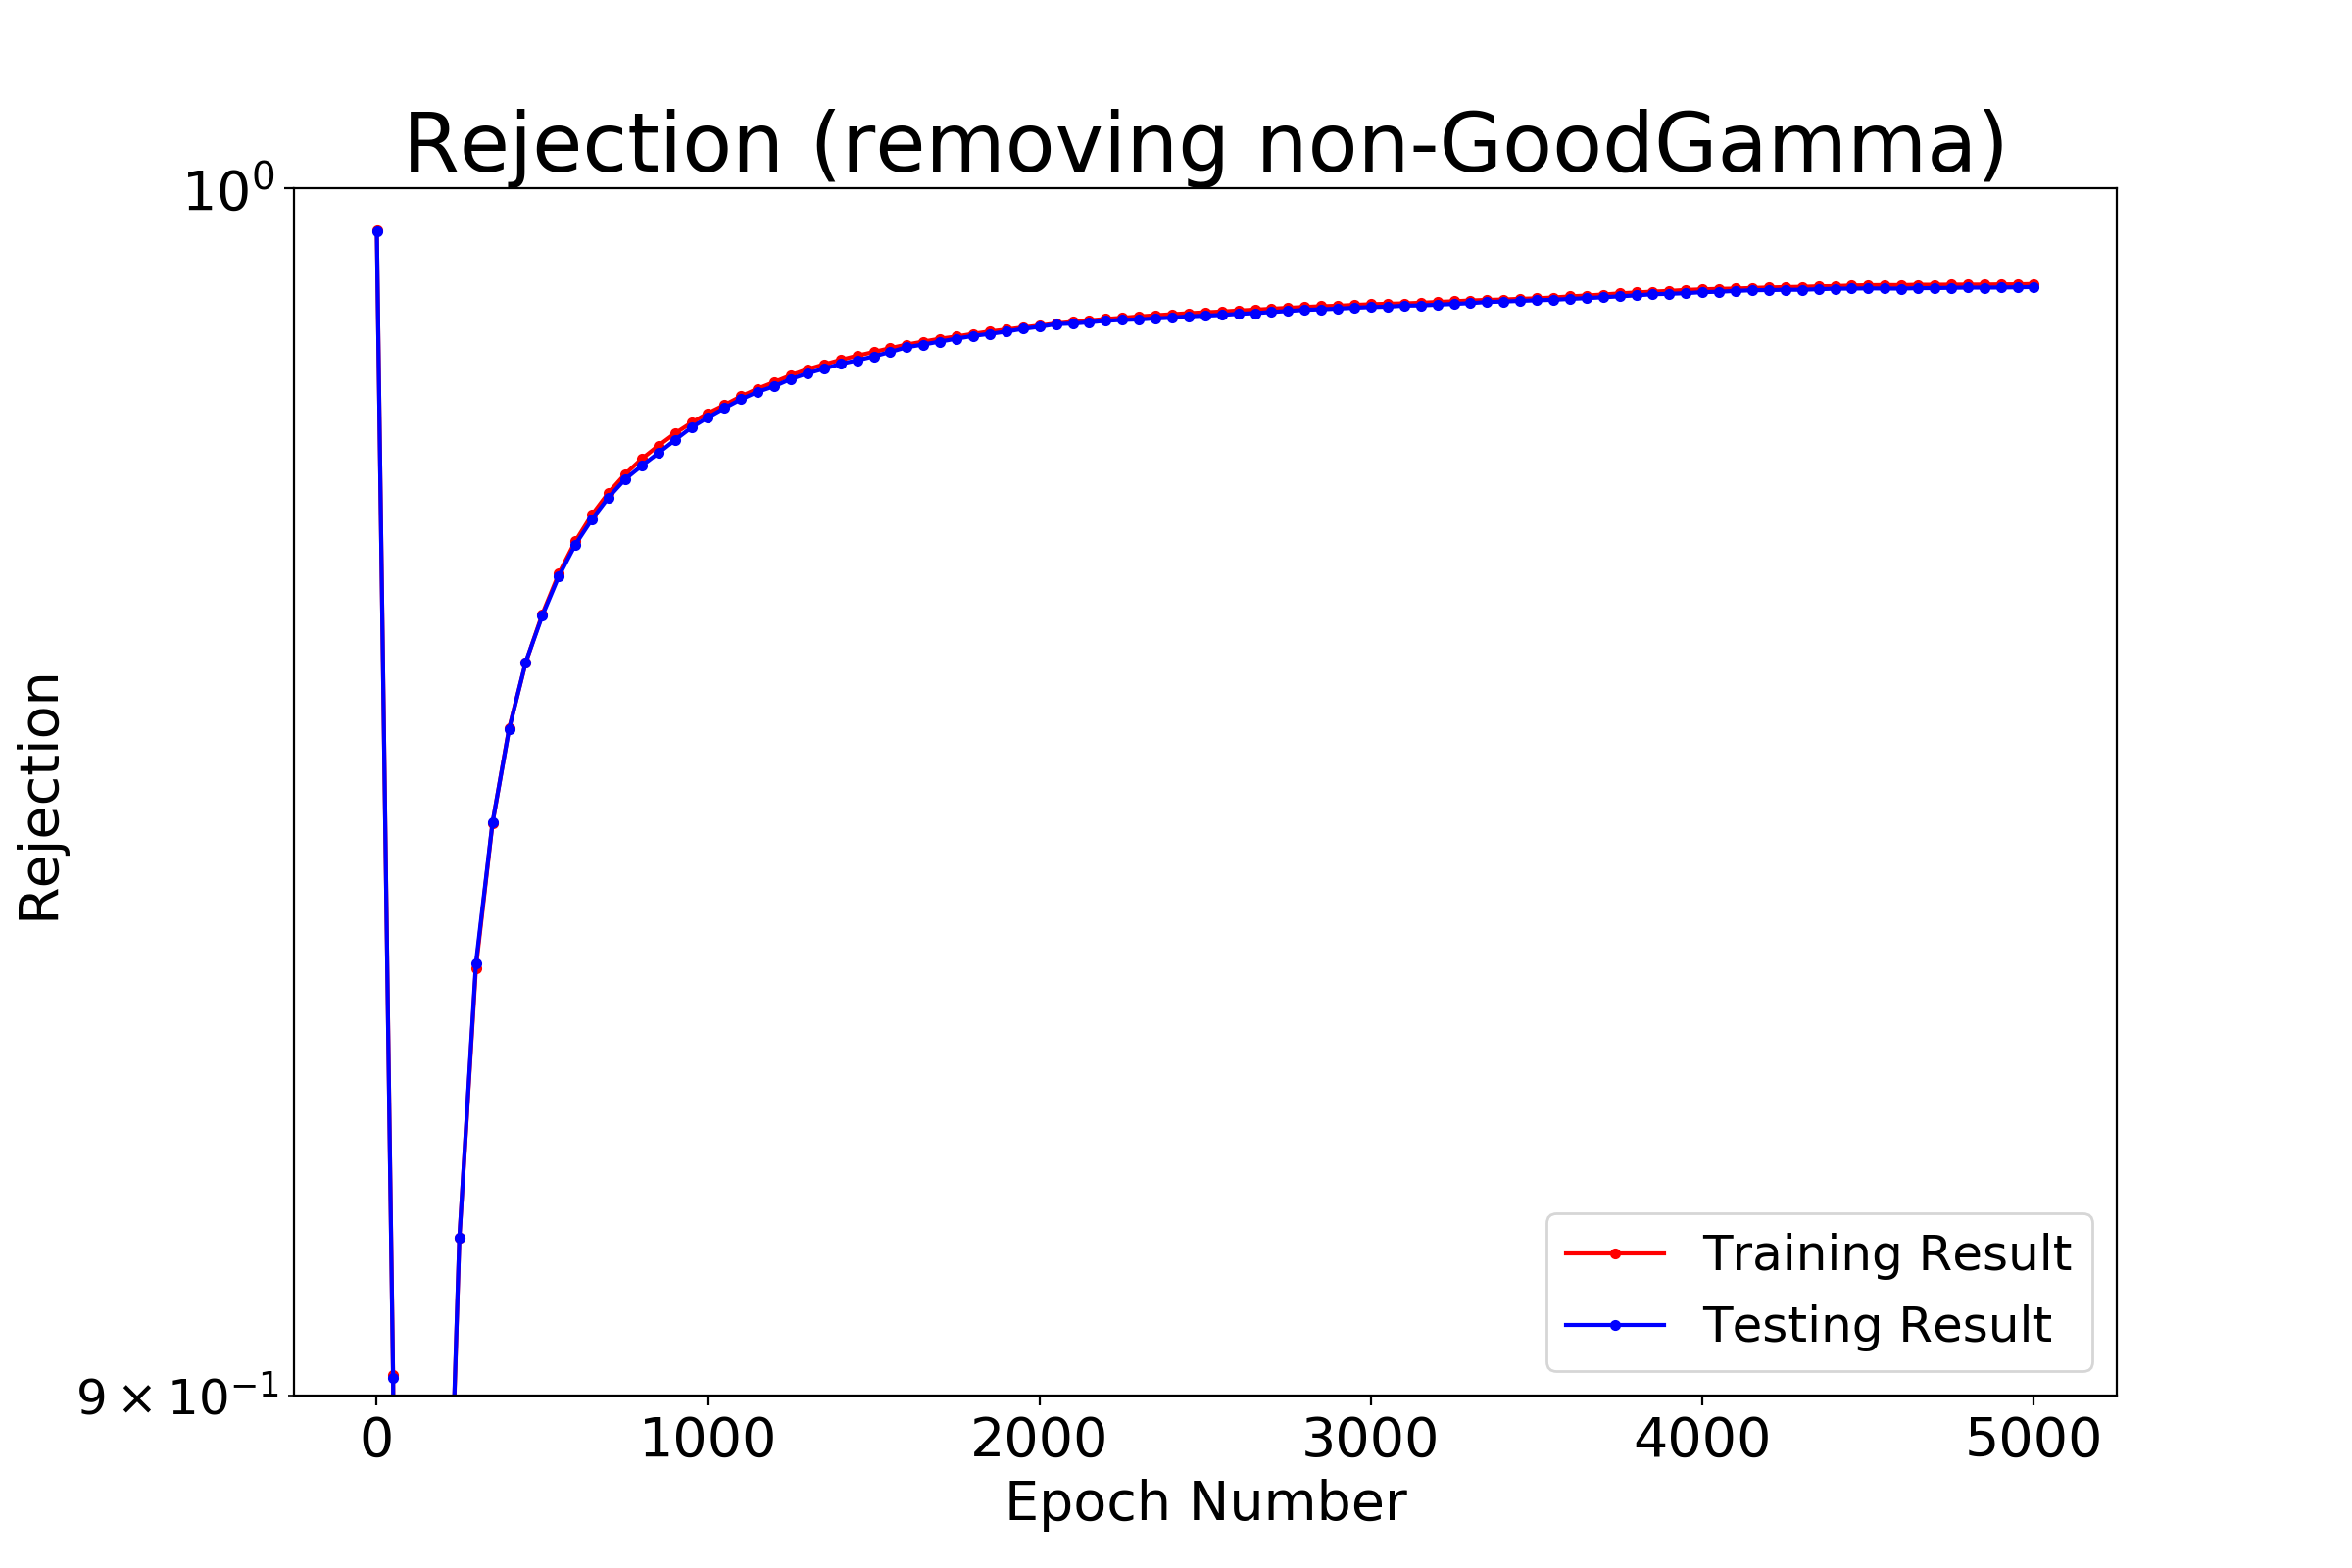 Rejection (removing non-GoodGamma)
10⁰
Rejection
9 × 10⁻¹
Training Result
Testing Result
0 1000 2000 3000 4000 5000
Epoch Number